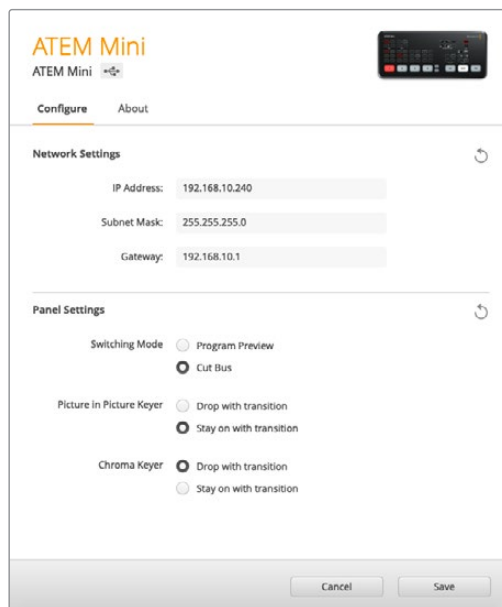 ATEM Mini
ATEM Mini
Configure About
Network Settings
IP Address: 192.168.10.240
Subnet Mask: 255.255.255.0
Gateway: 192.168.10.1
Panel Settings
Switching Mode Program Preview
Cut Bus
Picture in Picture Keyer Drop with transition
Stay on with transition
Chroma Keyer Drop with transition
Stay on with transition
Cancel Save